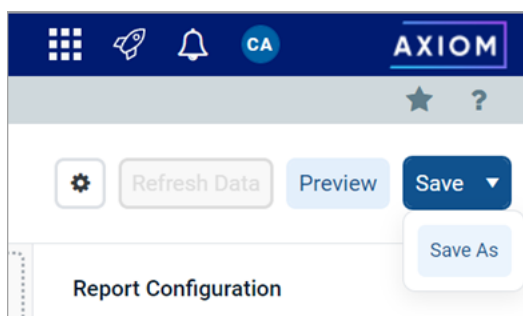 CA
AXIOM
?
Refresh Data
Preview
Save
Save As
Report Configuration